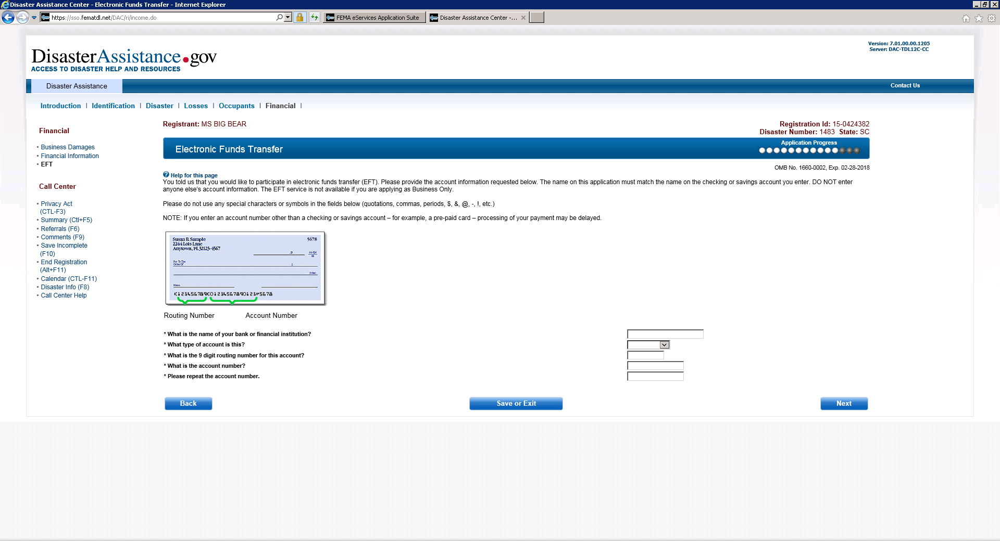 Disaster Assistance Center - Electronic Funds Transfer - Internet Explorer
https://sso.fematdl.net/DAC/ri/income.do
FEMA eServices Application Suite
Disaster Assistance Center -...
Version: 7.01.00.00.1205
Server: DAC-TDL12C-CC
DisasterAssistance.gov
ACCESS TO DISASTER HELP AND RESOURCES
Disaster Assistance
Contact Us
Introduction | Identification | Disaster | Losses | Occupants | Financial |
Financial
• Business Damages
• Financial Information
• EFT
Call Center
• Privacy Act
(CTL-F3)
• Summary (Ctl+F5)
• Referrals (F6)
• Comments (F9)
• Save Incomplete
(F10)
• End Registration
(Alt+F11)
• Calendar (CTL-F11)
• Disaster Info (F8)
• Call Center Help
Registrant: MS BIG BEAR
Registration Id: 15-0424382
Disaster Number: 1483 State: SC
Electronic Funds Transfer
Application Progress
OMB No. 1660-0002, Exp. 02-28-2018
? Help for this page
You told us that you would like to participate in electronic funds transfer (EFT). Please provide the account information requested below. The name on this application must match the name on the checking or savings account you enter. DO NOT enter
anyone else's account information. The EFT service is not available if you are applying as Business Only.
Please do not use any special characters or symbols in the fields below (quotations, commas, periods, $, &, @, -, !, etc.)
NOTE: If you enter an account number other than a checking or savings account – for example, a pre-paid card – processing of your payment may be delayed.
Susan B. Sample
5678
2244 Lois Lane
Anytown, FL 32123-4567
Pay To The
Order Of
Memo
123456789 01234567890123 5678
Routing Number
Account Number
* What is the name of your bank or financial institution?
* What type of account is this?
* What is the 9 digit routing number for this account?
* What is the account number?
* Please repeat the account number.
Back
Save or Exit
Next